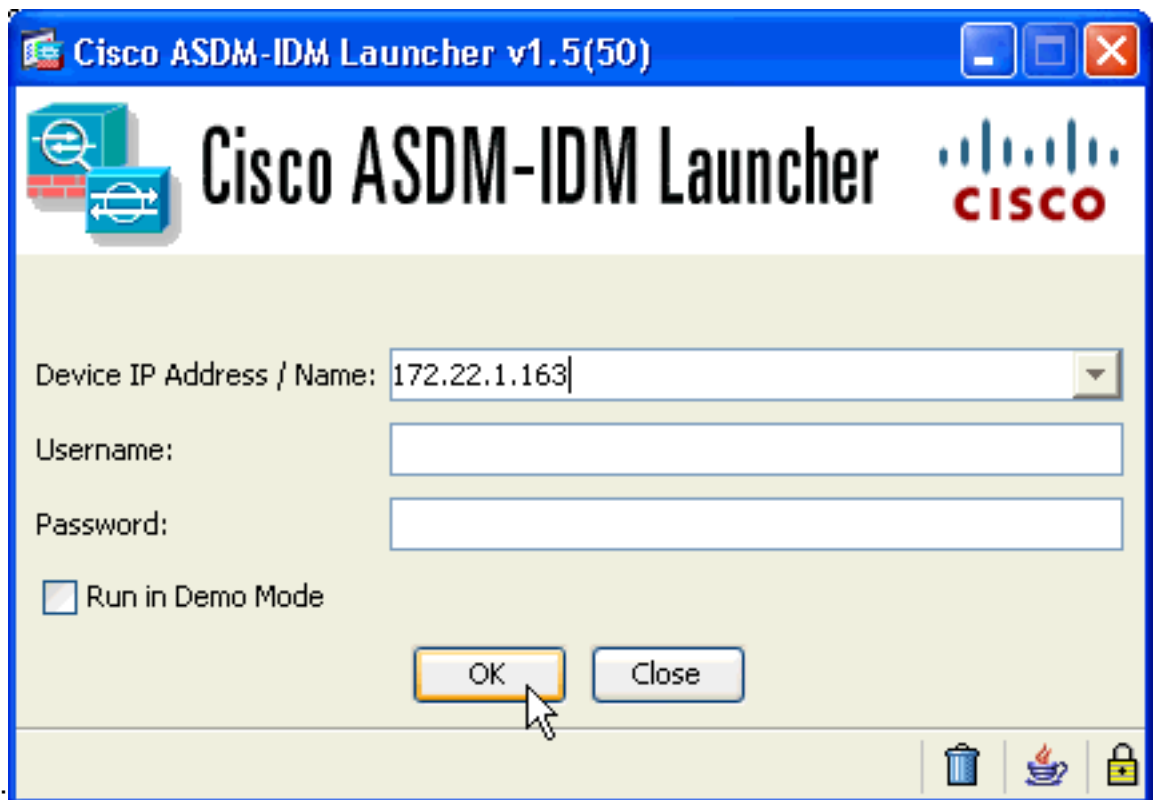 Cisco ASDM-IDM Launcher v1.5(50)
Cisco ASDM-IDM Launcher
CISCO
Device IP Address / Name: 172.22.1.163
Username:
Password:
Run in Demo Mode
OK Close
.